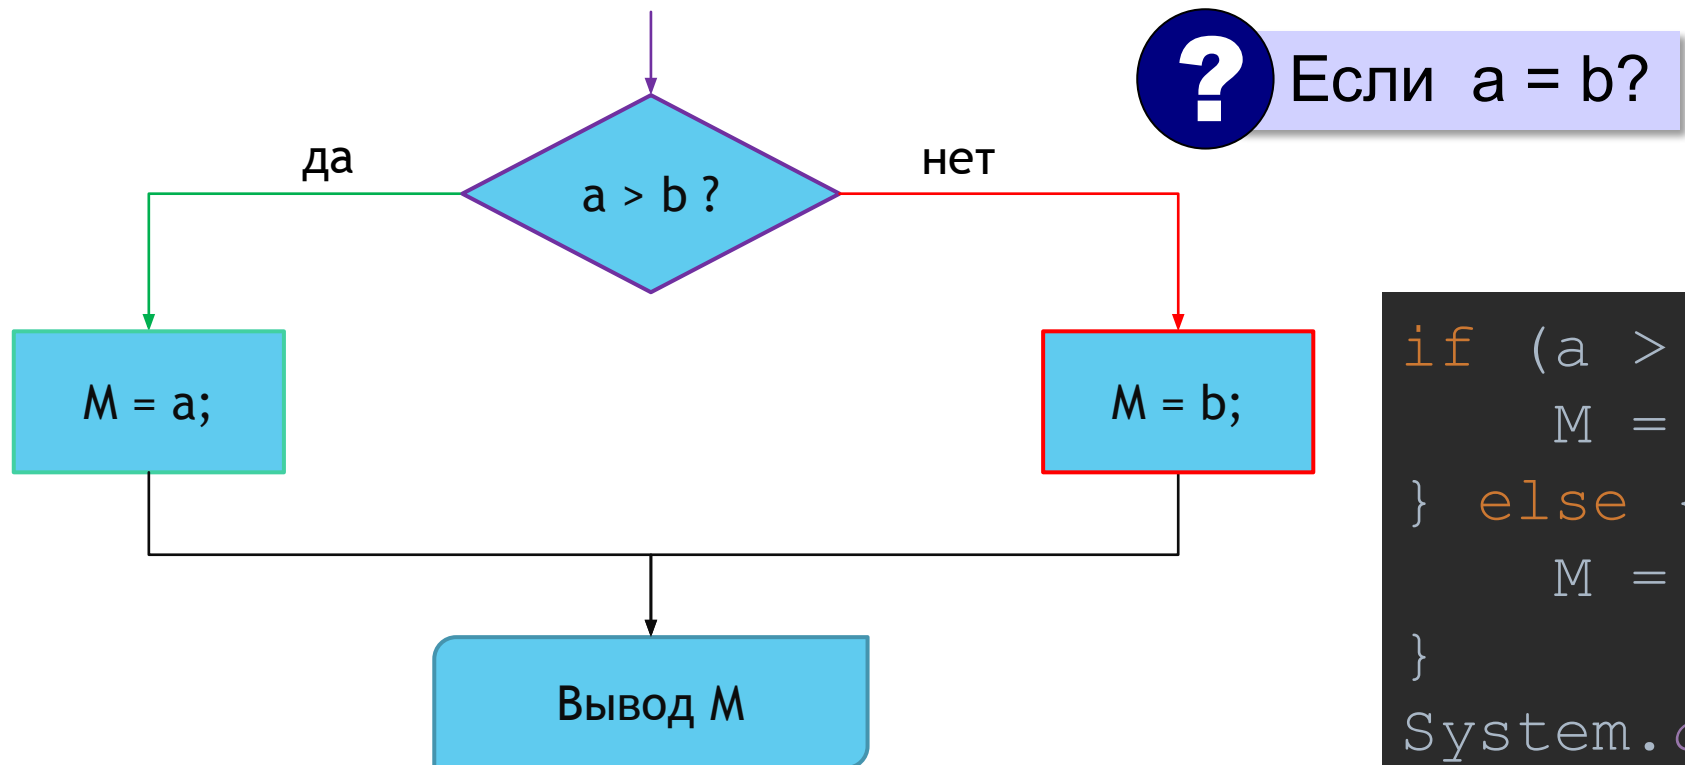 ? Если a = b?
да
нет
a > b ?
M = a;
M = b;
Вывод M
if (a >
M =
} else
M =
}
System.